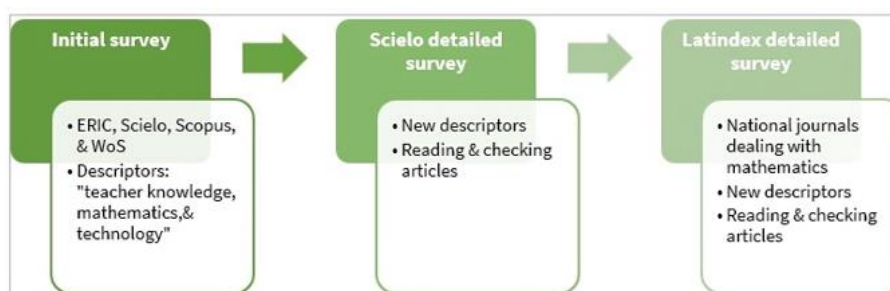 Initial survey
• ERIC, Scielo, Scopus,
& WoS
• Descriptors:
"teacher knowledge,
mathematics,&
technology"
Scielo detailed
survey
• New descriptors
• Reading & checking
articles
Latindex detailed
survey
• National journals
dealing with
mathematics
• New descriptors
• Reading & checking
articles